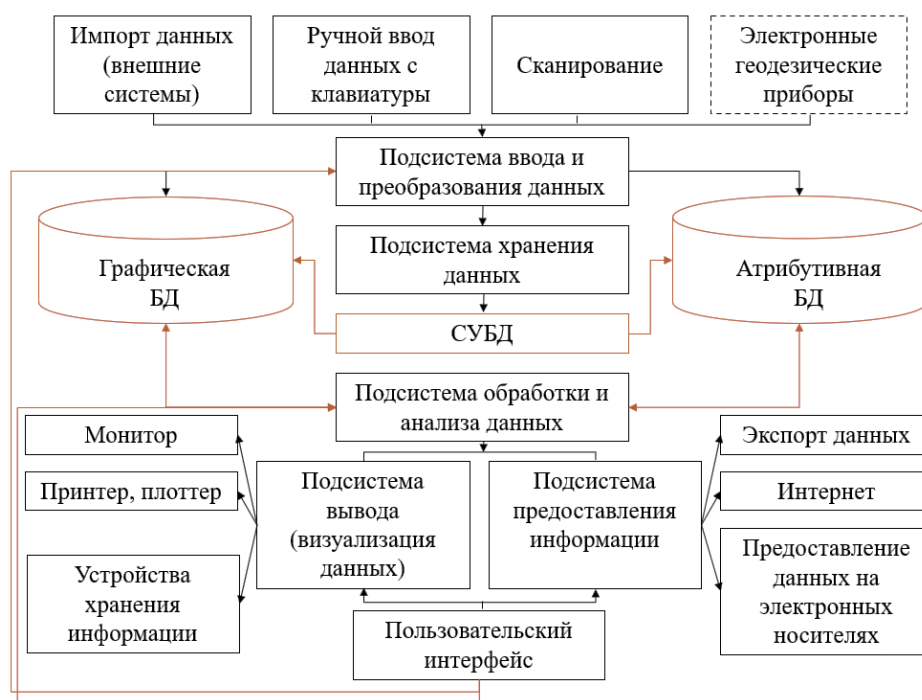 Импорт данных
(внешние
системы)
Ручной ввод
данных с
клавиатуры
Сканирование
Электронные
геодезические
приборы
Подсистема ввода и
преобразования данных
Графическая
БД
Подсистема хранения
данных
Атрибутивная
БД
СУБД
Подсистема обработки и
анализа данных
Монитор
Принтер, плоттер
Устройства
хранения
информации
Подсистема
вывода
(визуализация
данных)
Подсистема
предоставления
информации
Экспорт данных
Интернет
Предоставление
данных на
электронных
носителях
Пользовательский
интерфейс